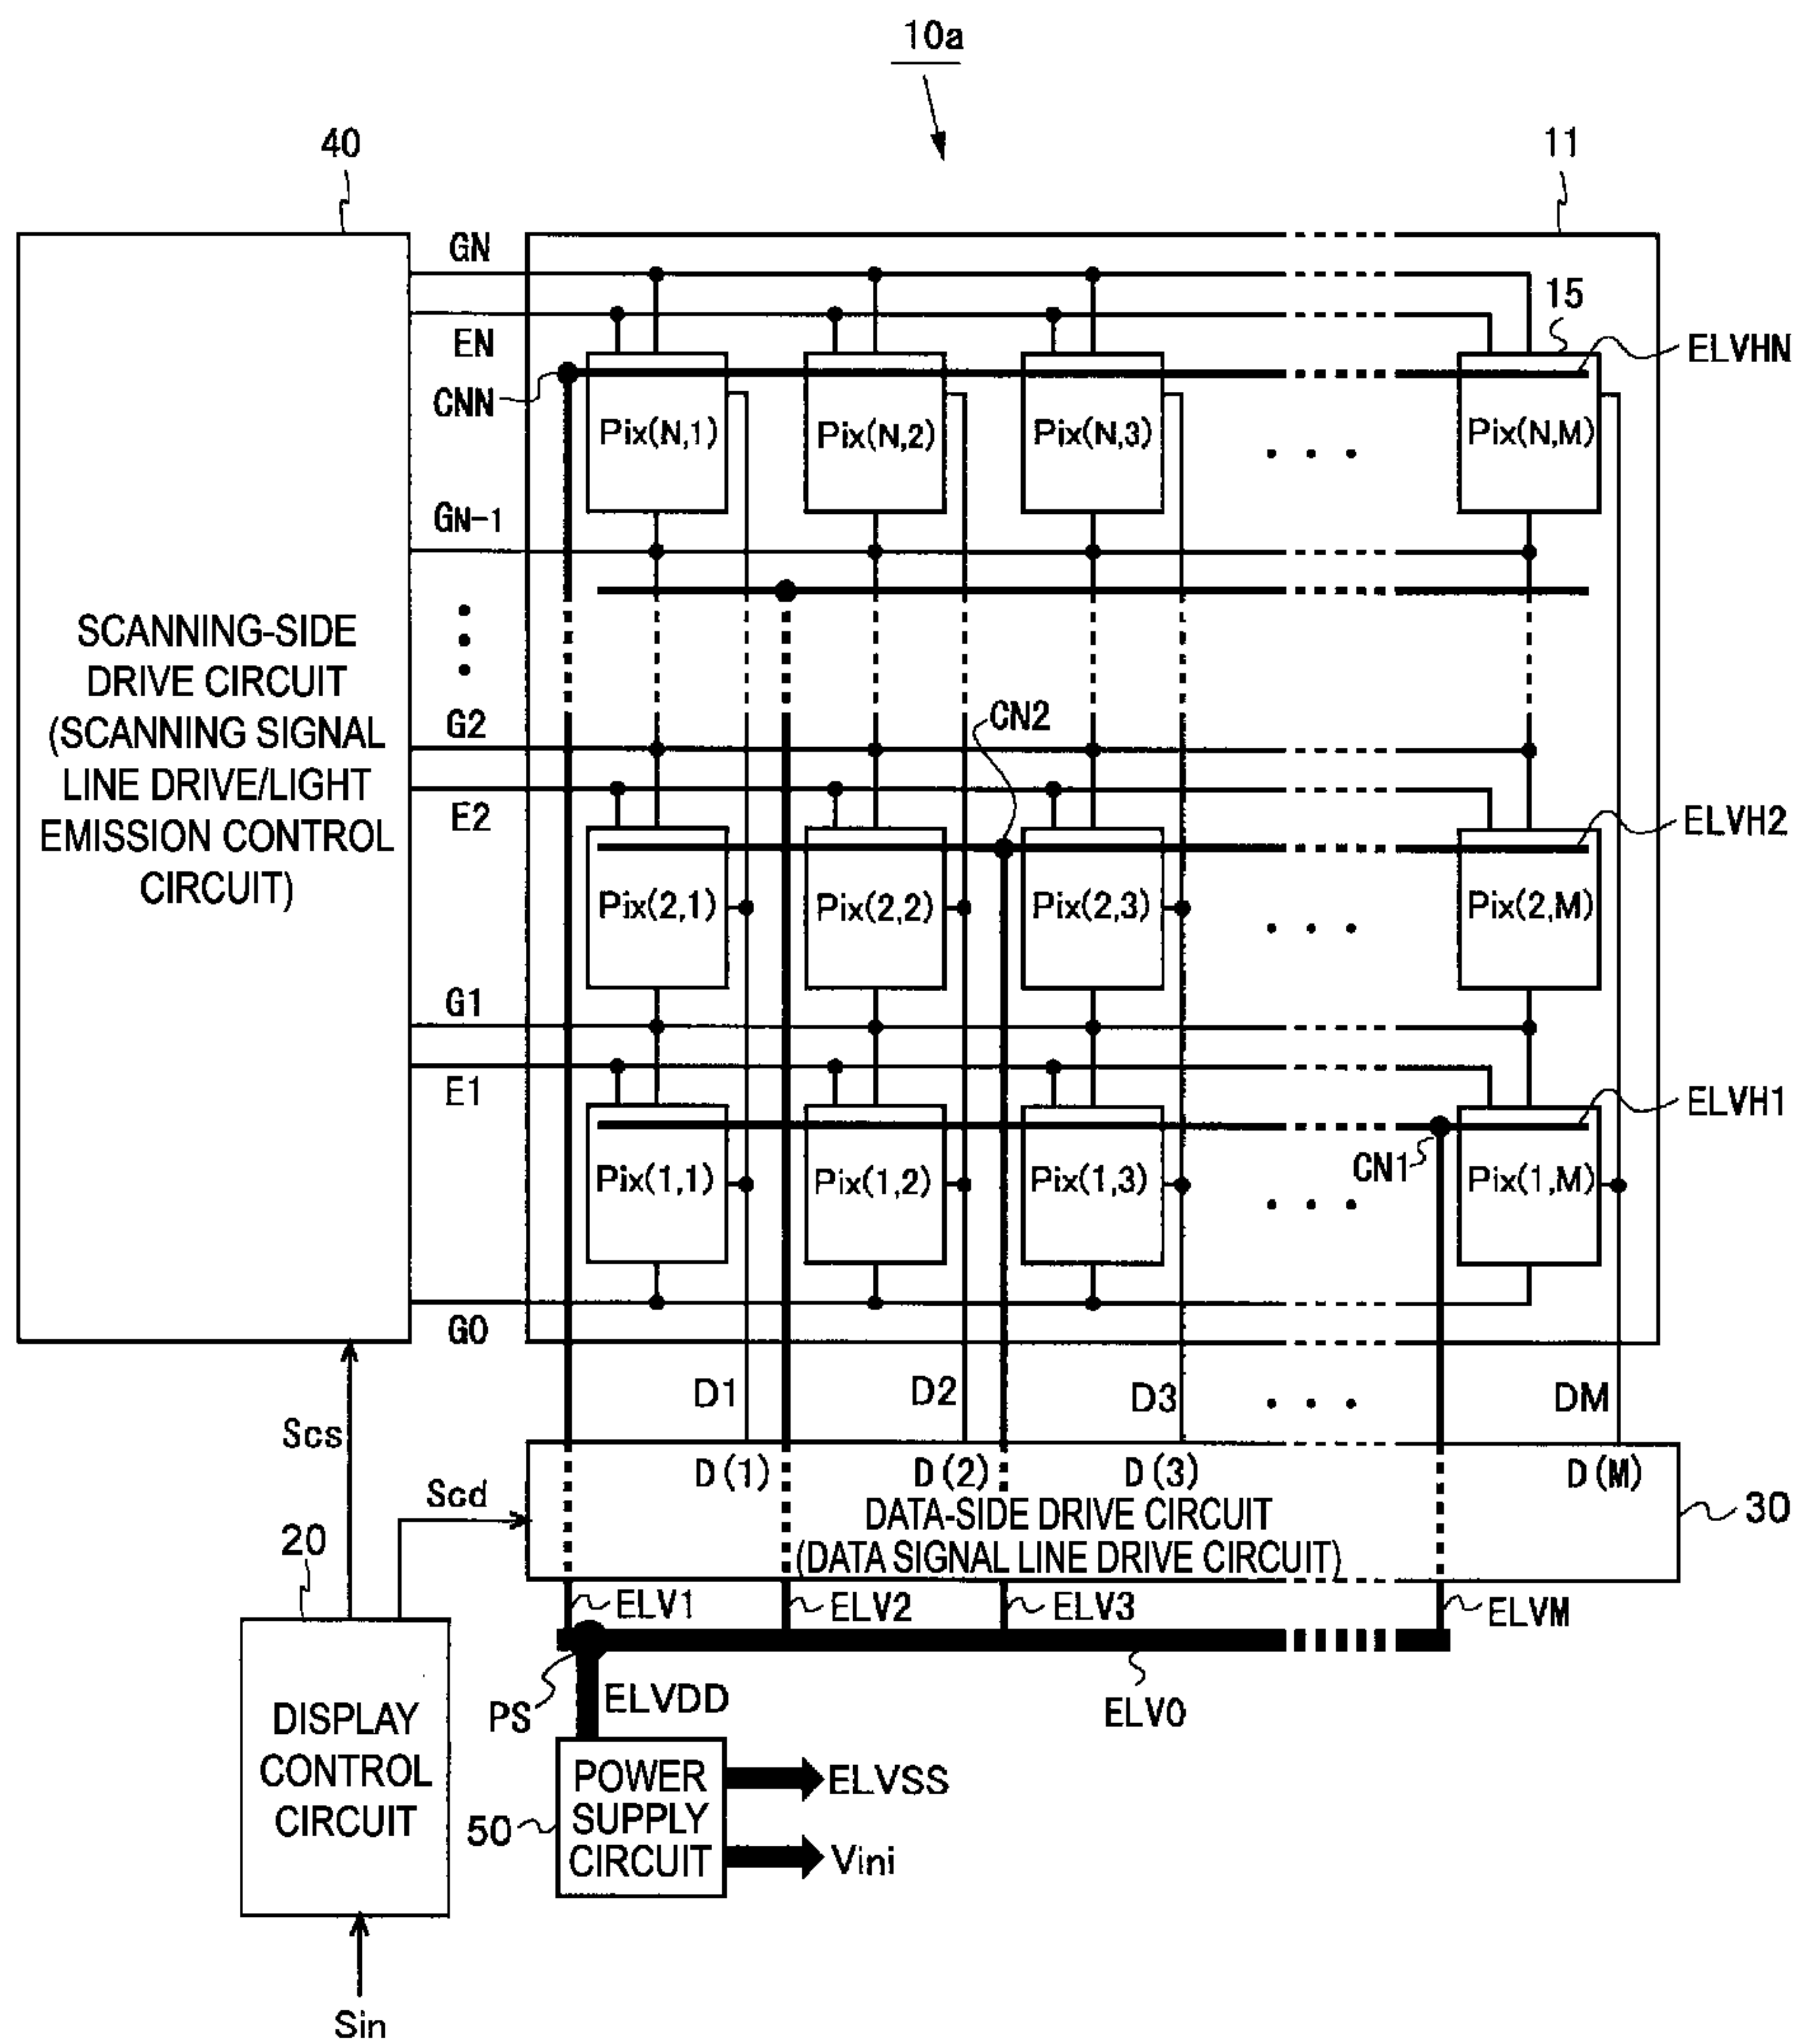 10a
40
11
GN
15
EN
ELVHN
CNN
Pix(N,1)
Pix(N,2)
Pix(N,3)
. . .
Pix(N,M)
GN-1
SCANNING-SIDE
DRIVE CIRCUIT
(SCANNING SIGNAL
LINE DRIVE/LIGHT
EMISSION CONTROL
CIRCUIT)
G2
CN2
E2
ELVH2
Pix(2,1)
Pix(2,2)
Pix(2,3)
. . .
Pix(2,M)
G1
E1
ELVH1
CN1
Pix(1,1)
Pix(1,2)
Pix(1,3)
. . .
Pix(1,M)
G0
D1
D2
D3
. . .
DM
Scs
D(1)
D(2)
D(3)
D(M)
Scd
DATA-SIDE DRIVE CIRCUIT
(DATA SIGNAL LINE DRIVE CIRCUIT)
30
20
ELV1
ELV2
ELV3
ELVM
PS
ELVDD
ELV0
DISPLAY
CONTROL
CIRCUIT
POWER
SUPPLY
CIRCUIT
50
ELVSS
Vini
Sin